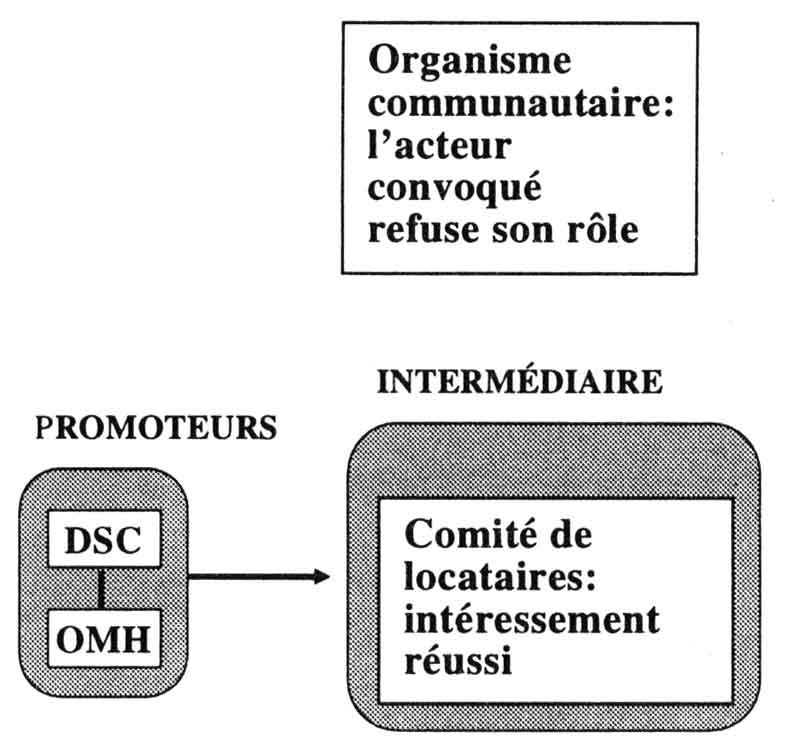 Organisme
communautaire:
l’acteur
convoqué
refuse son rôle
INTERMÉDIAIRE
PROMOTEURS
DSC
OMH
Comité de
locataires:
intéressement
réussi